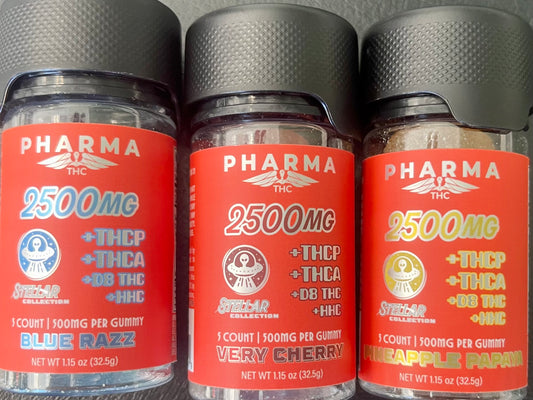 PHARMA
THC
2500MG
+THCP
+THCA
+D8 THC
+HHC
STELLAR
COLLECTION
5 COUNT | 500MG PER GUMMY
BLUE RAZZ
NET WT 1.15 oz (32.5g)
PHARMA
THC
2500MG
+THCP
+THCA
+D8 THC
+HHC
STELLAR
COLLECTION
5 COUNT | 500MG PER GUMMY
VERY CHERRY
NET WT 1.15 oz (32.5g)
PHARMA
THC
2500MG
+THCP
+THCA
+D8 THC
+HHC
STELLAR
COLLECTION
5 COUNT | 500MG PER GUMMY
PINEAPPLE PAPAYA
NET WT 1.15 oz (32.5g)